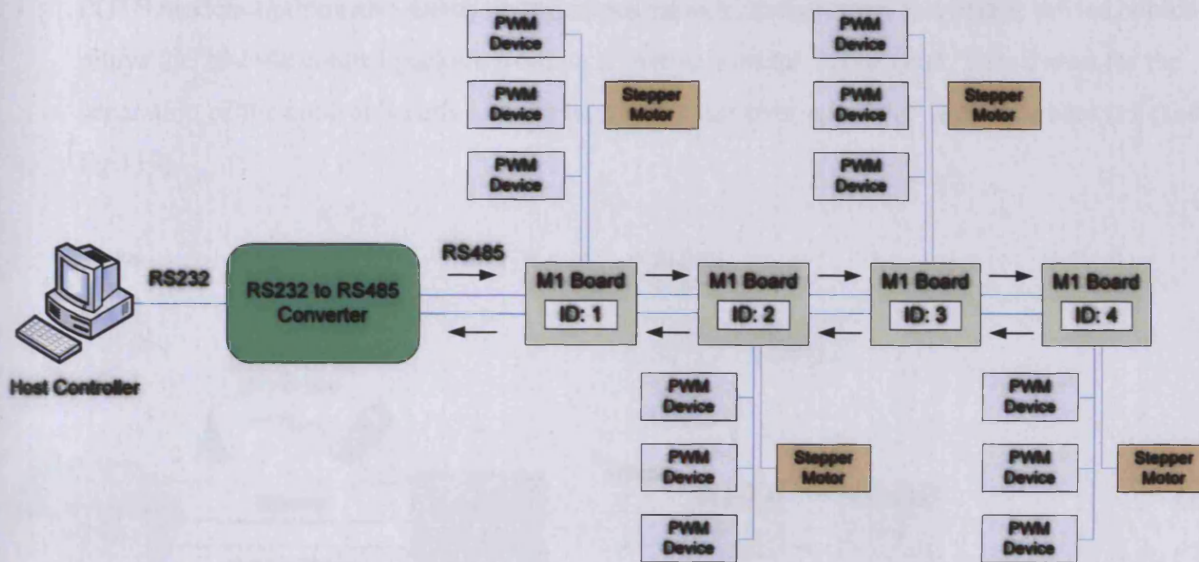 PWM
Device
PWM
Device
Stepper
Motor
PWM
Device
PWM
Device
PWM
Device
Stepper
Motor
PWM
Device
RS232
RS232 to RS485
Converter
RS485
Host Controller
M1 Board
ID: 1
M1 Board
ID: 2
M1 Board
ID: 3
M1 Board
ID: 4
PWM
Device
PWM
Device
Stepper
Motor
PWM
Device
PWM
Device
PWM
Device
Stepper
Motor
PWM
Device